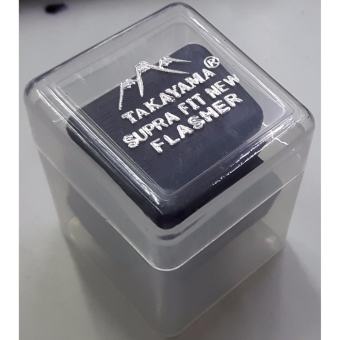 TAKAYAMA®
SUPRA FIT NEW
FLASHER